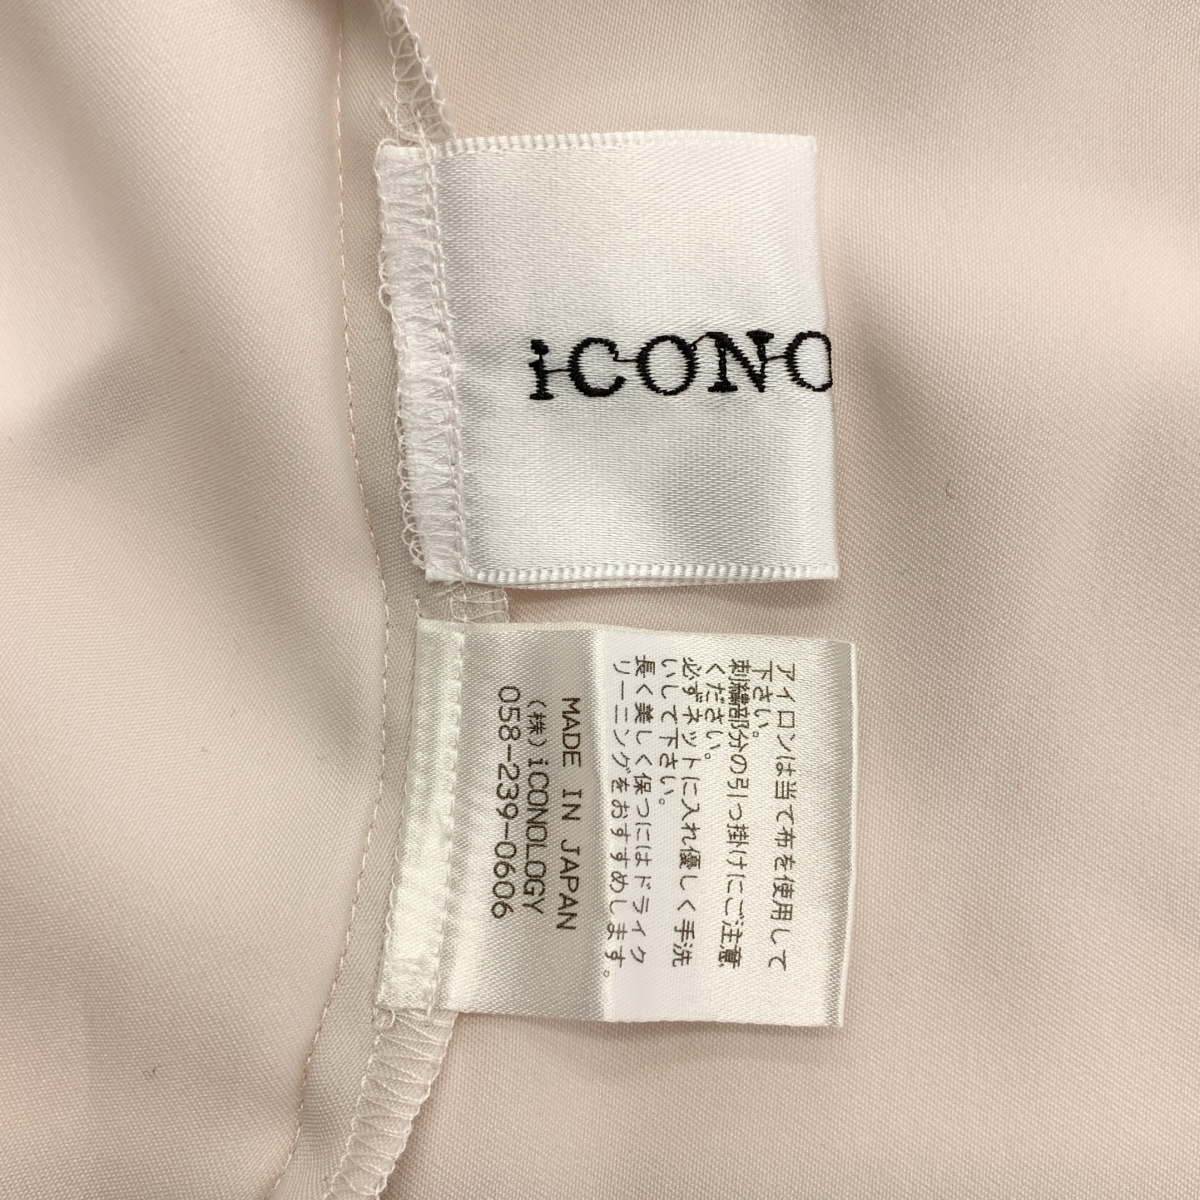 iCONO
アイロンは当て布を使用して
下さい。
刺繍部分の引っ掛けにご注意
ください。
必ずネットに入れ優しく手洗
いして下さい。
長く美しく保つにはドライク
リーニングをおすすめします。
MADE IN JAPAN
(株)iCONOLOGY
058-239-0606